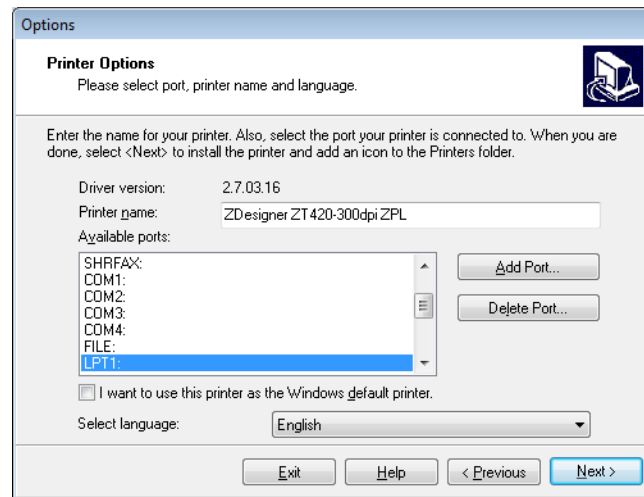 Options
Printer Options
Please select port, printer name and language.
Enter the name for your printer. Also, select the port your printer is connected to. When you are
done, select <Next> to install the printer and add an icon to the Printers folder.
Driver version: 2.7.03.16
Printer name: ZDesigner ZT420-300dpi ZPL
Available ports:
SHRFAX:
COM1:
COM2:
COM3:
COM4:
FILE:
LPT1:
Add Port...
Delete Port...
I want to use this printer as the Windows default printer.
Select language: English
Exit Help < Previous Next >